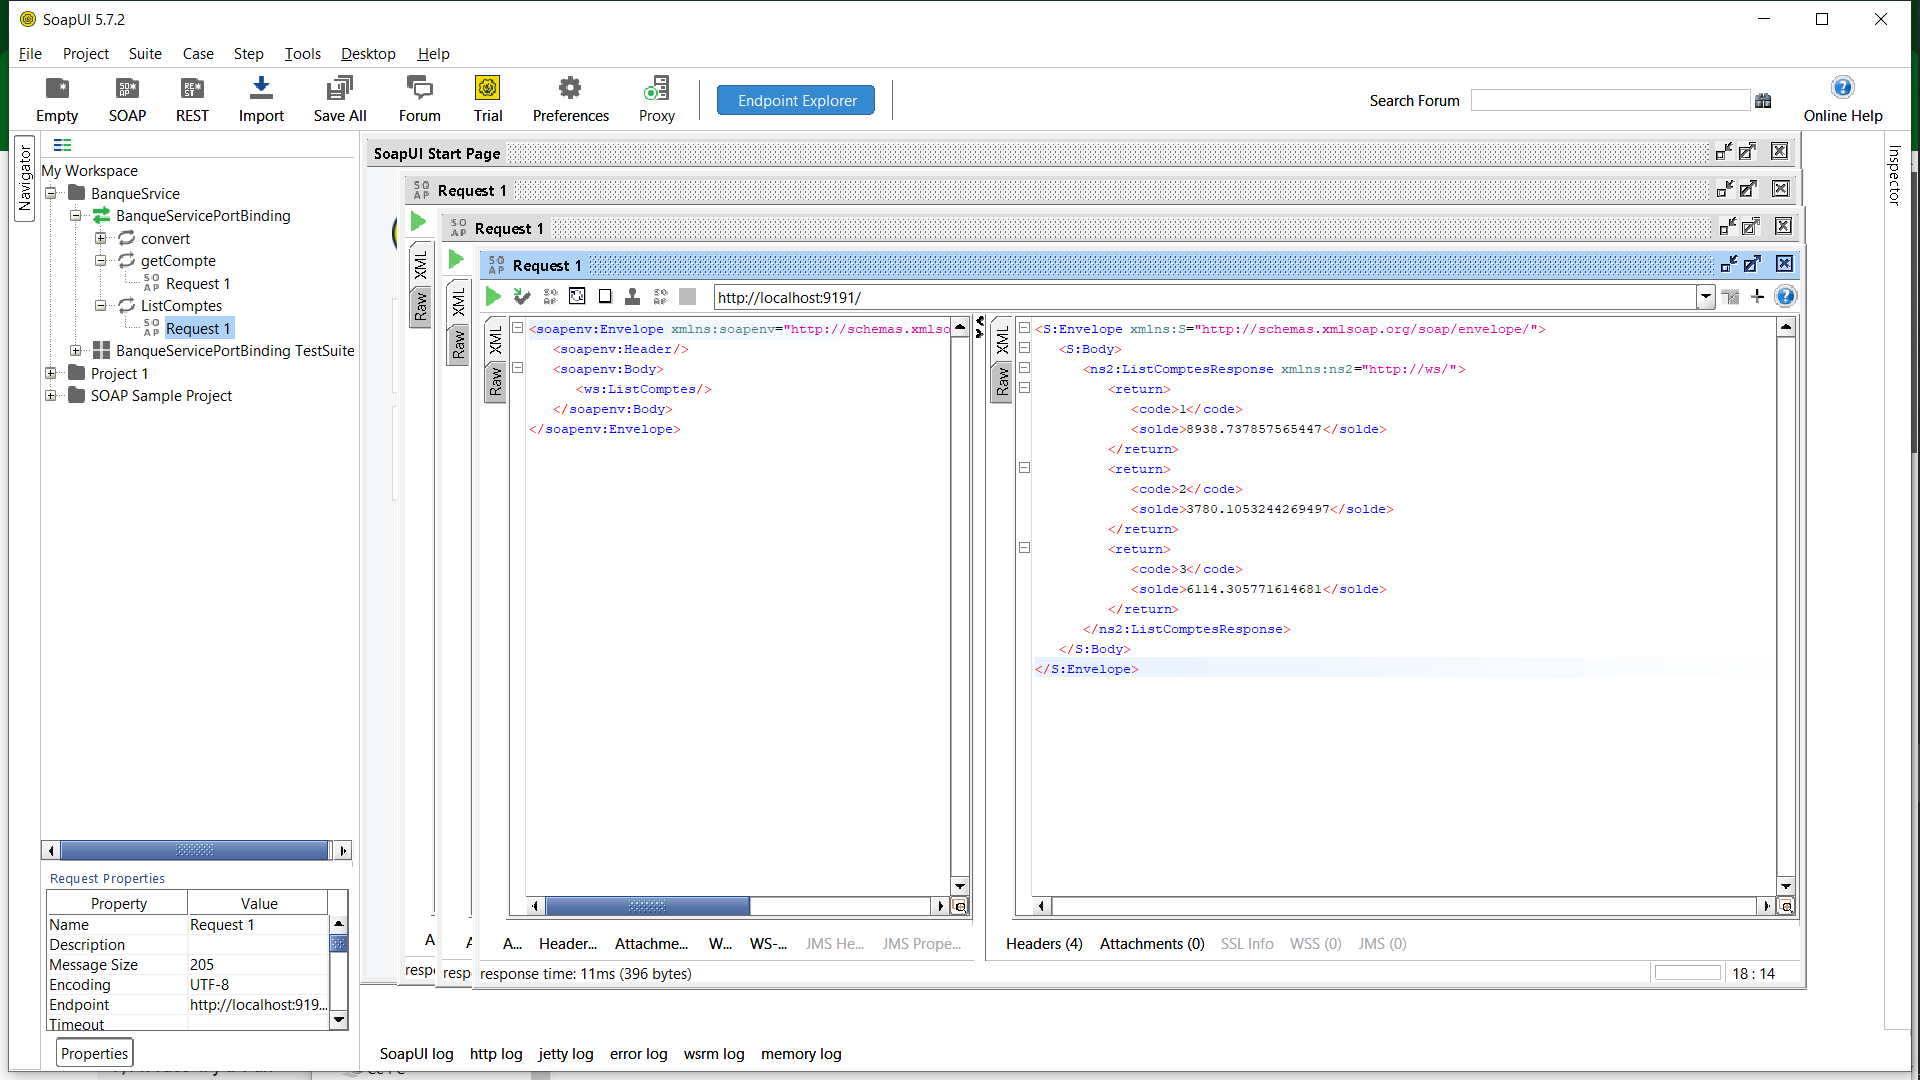 SoapUI 5.7.2
File Project Suite Case Step Tools Desktop Help
Empty SOAP REST Import Save All Forum Trial Preferences Proxy Endpoint Explorer Search Forum Online Help
Navigator
My Workspace
BanqueSrvice
BanqueServicePortBinding
convert
getCompte
Request 1
ListComptes
Request 1
BanqueServicePortBinding TestSuite
Project 1
SOAP Sample Project
Request Properties
Property Value
Name Request 1
Description
Message Size 205
Encoding UTF-8
Endpoint http://localhost:919...
Timeout
Properties
SoapUI Start Page
Request 1
XML
Raw
Request 1
XML
Raw
Request 1
http://localhost:9191/
XML
Raw
<soapenv:Envelope xmlns:soapenv="http://schemas.xmlso
<soapenv:Header/>
<soapenv:Body>
<ws:ListComptes/>
</soapenv:Body>
</soapenv:Envelope>
XML
Raw
<S:Envelope xmlns:S="http://schemas.xmlsoap.org/soap/envelope/">
<S:Body>
<ns2:ListComptesResponse xmlns:ns2="http://ws/">
<return>
<code>1</code>
<solde>8938.737857565447</solde>
</return>
<return>
<code>2</code>
<solde>3780.1053244269497</solde>
</return>
<return>
<code>3</code>
<solde>6114.305771614681</solde>
</return>
</ns2:ListComptesResponse>
</S:Body>
</S:Envelope>
A A A... Header... Attachme... W... WS-... JMS He... JMS Prope...
Headers (4) Attachments (0) SSL Info WSS (0) JMS (0)
respo resp response time: 11ms (396 bytes)
18 : 14
Inspector
SoapUI log http log jetty log error log wsrm log memory log